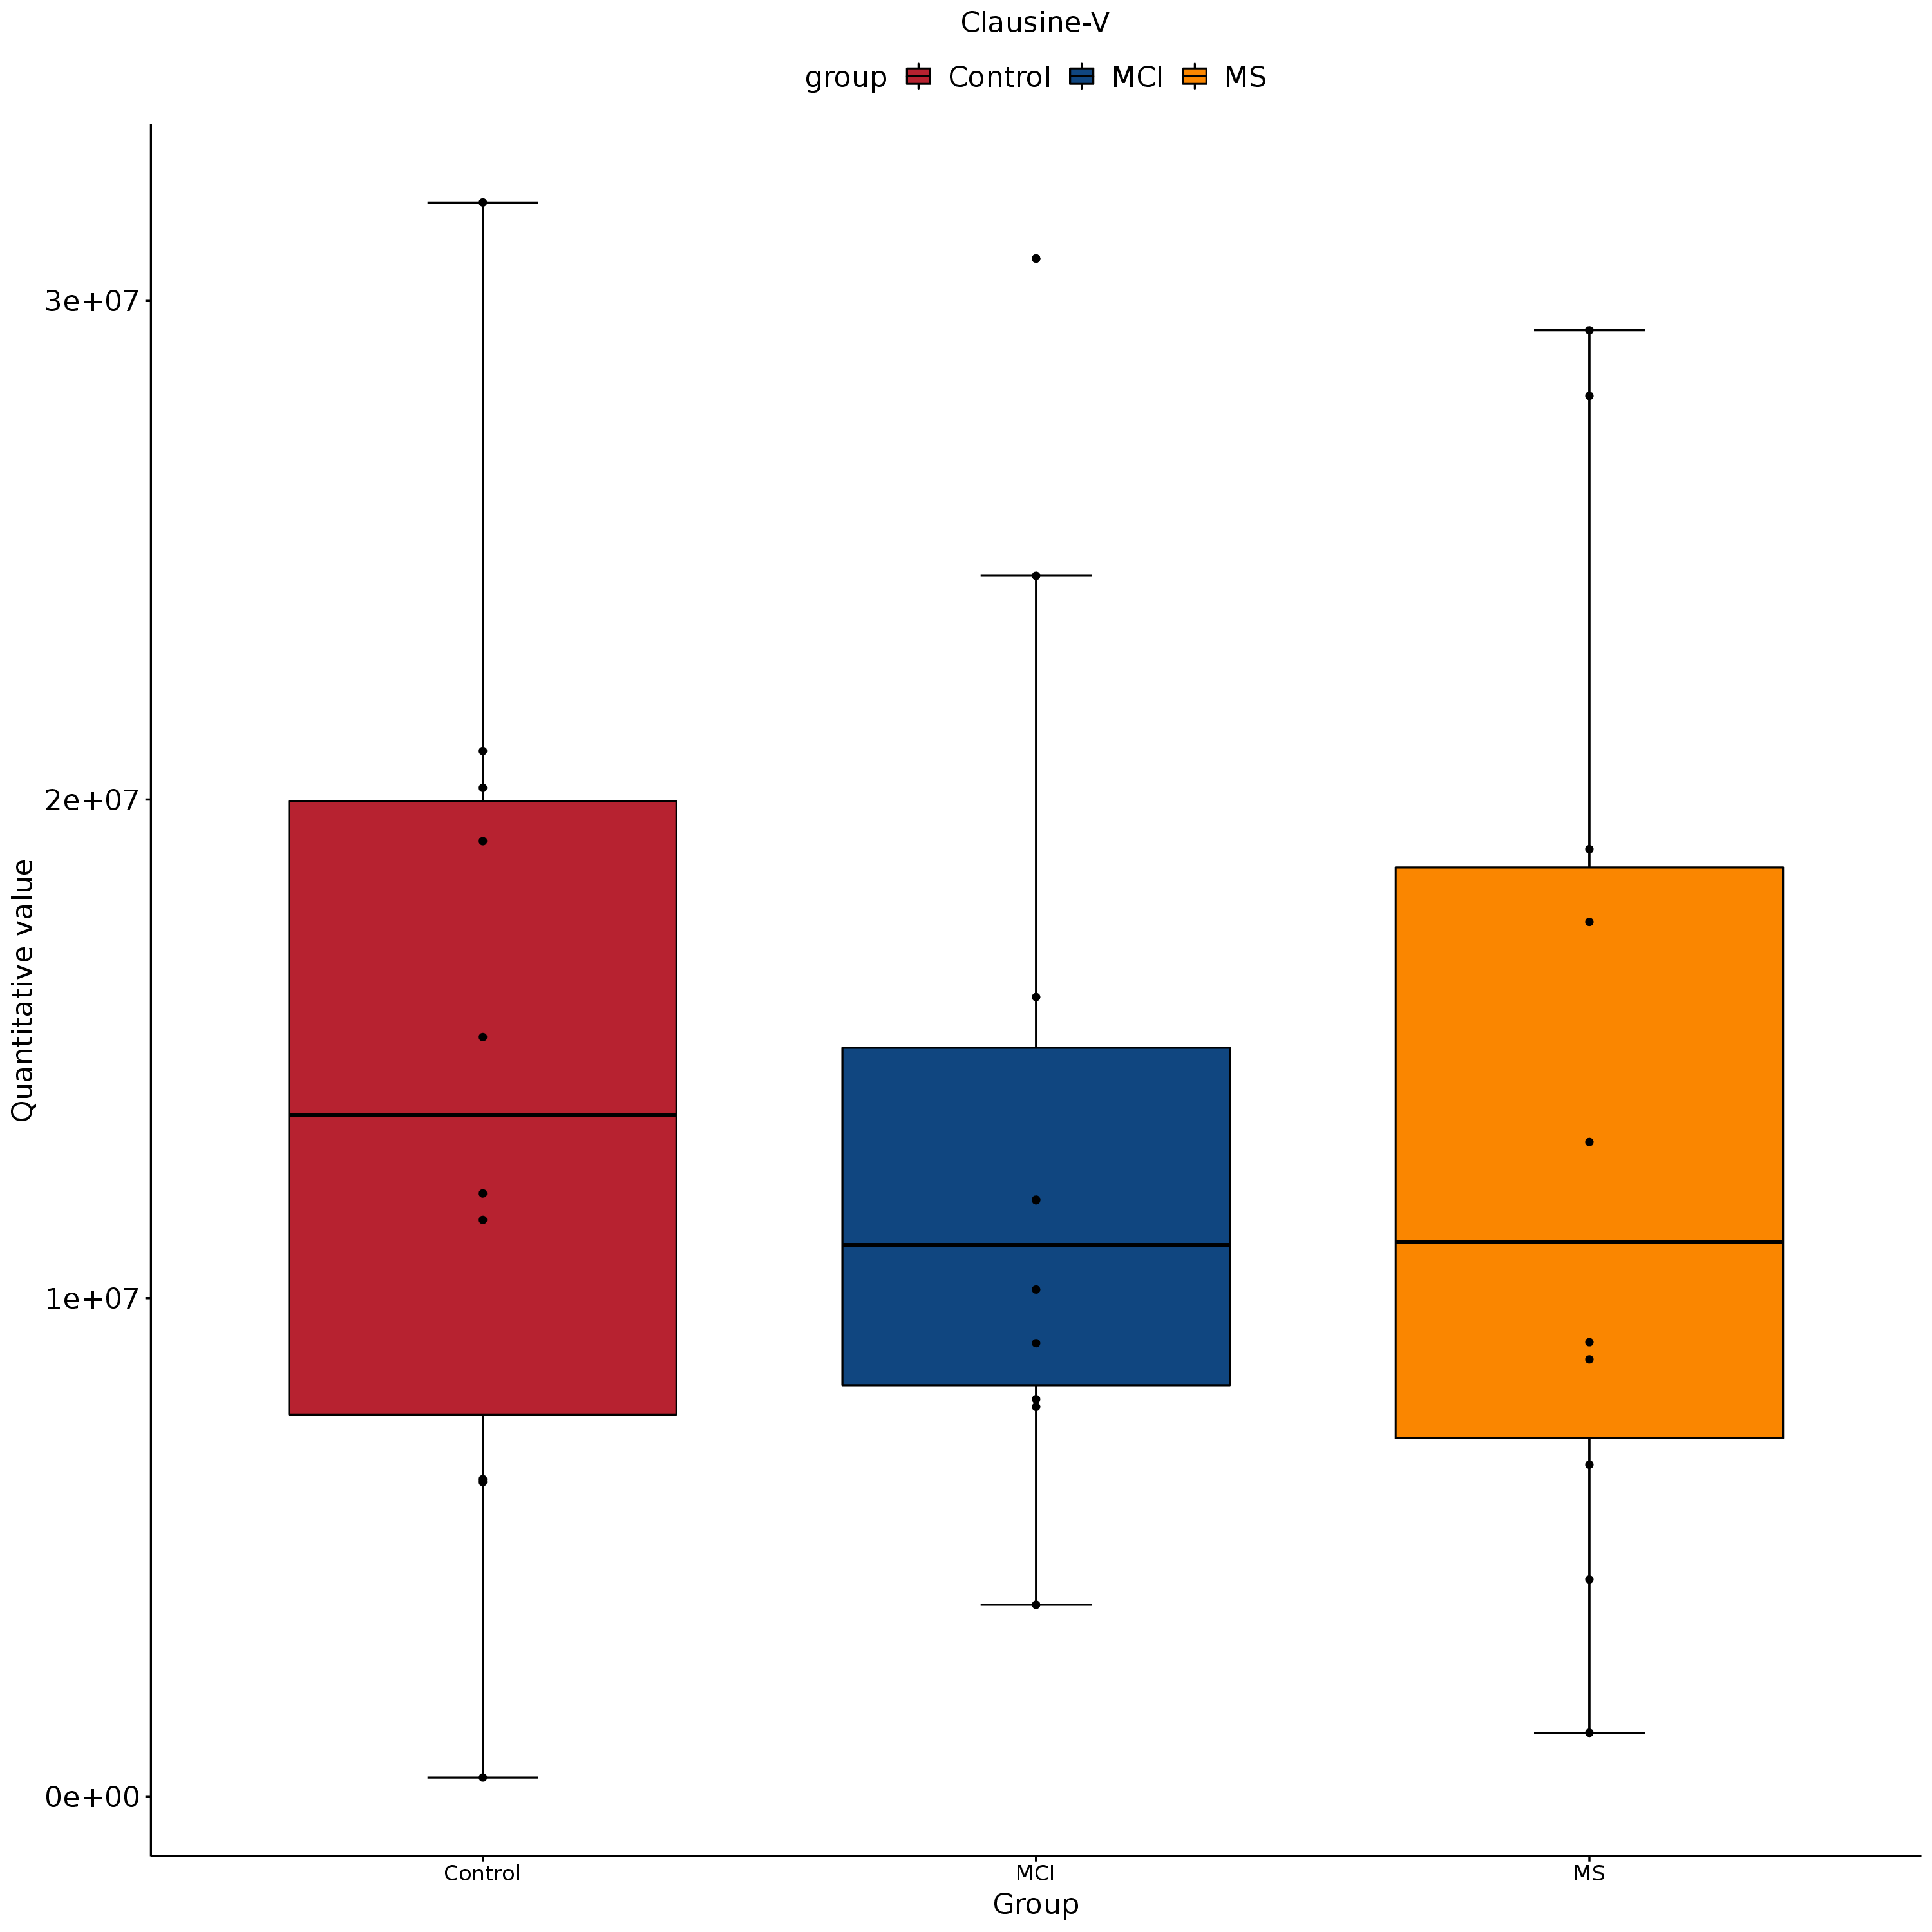 Clausine-V
group Control MCI MS
Quantitative value
3e+07
2e+07
1e+07
0e+00
Control MCI MS
Group